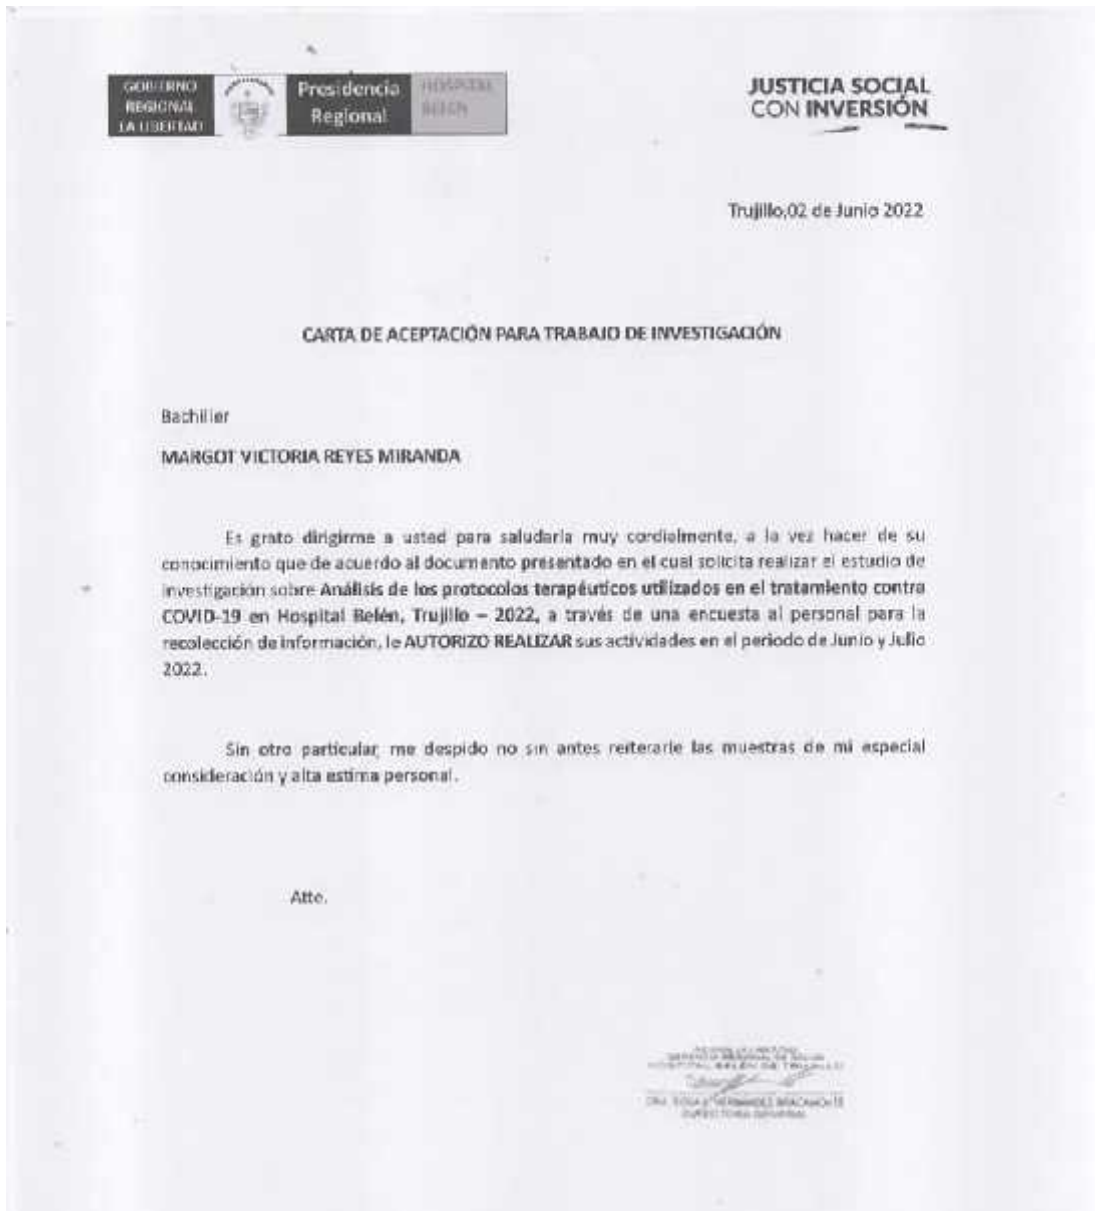 GOBIERNO
REGIONAL
LA LIBERTAD
Presidencia
Regional
HOSPITAL
BELÉN
JUSTICIA SOCIAL
CON INVERSIÓN
Trujillo,02 de Junio 2022
CARTA DE ACEPTACIÓN PARA TRABAJO DE INVESTIGACIÓN
Bachiller
MARGOT VICTORIA REYES MIRANDA
Es grato dirigirme a usted para saludarla muy cordialmente, a la vez hacer de su
conocimiento que de acuerdo al documento presentado en el cual solicita realizar el estudio de
investigación sobre Análisis de los protocolos terapéuticos utilizados en el tratamiento contra
COVID-19 en Hospital Belén, Trujillo – 2022, a través de una encuesta al personal para la
recolección de información, le AUTORIZO REALIZAR sus actividades en el periodo de Junio y Julio
2022.
Sin otro particular, me despido no sin antes reiterarle las muestras de mi especial
consideración y alta estima personal.
Atte.
HOSPITAL BELÉN DE TRUJILLO